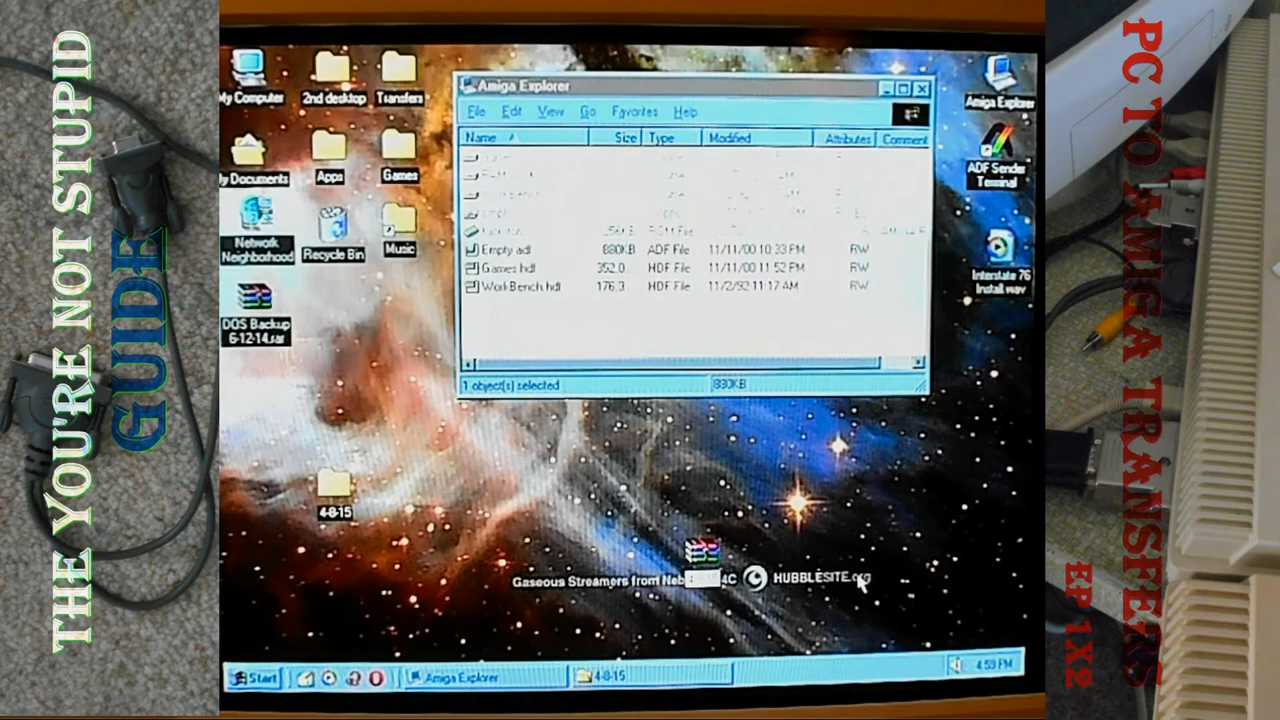 THE YOU'RE NOT STUPID
GUIDE
PC TO AMIGA TRANSFERS
EP 1X2
My Computer
2nd desktop
Transfers
My Documents
Apps
Games
Network
Neighborhood
Recycle Bin
Music
DOS Backup
6-12-14.rar
4-8-15
Amiga Explorer
File Edit View Go Favorites Help
Name Size Type Modified Attributes Comment
Empty.adf 880KB ADF File 11/11/00 10:33 PM RW
Games.hdf 352.0 HDF File 11/11/00 11:52 PM RW
WorkBench.hdf 176.3 HDF File 11/2/92 11:17 AM RW
1 object(s) selected 880KB
Amiga Explorer
ADF Sender
Terminal
Interstate 76
Install.wav
Gaseous Streamers from 4C HUBBLESITE.org
Start Amiga Explorer 4-8-15 4:59 PM